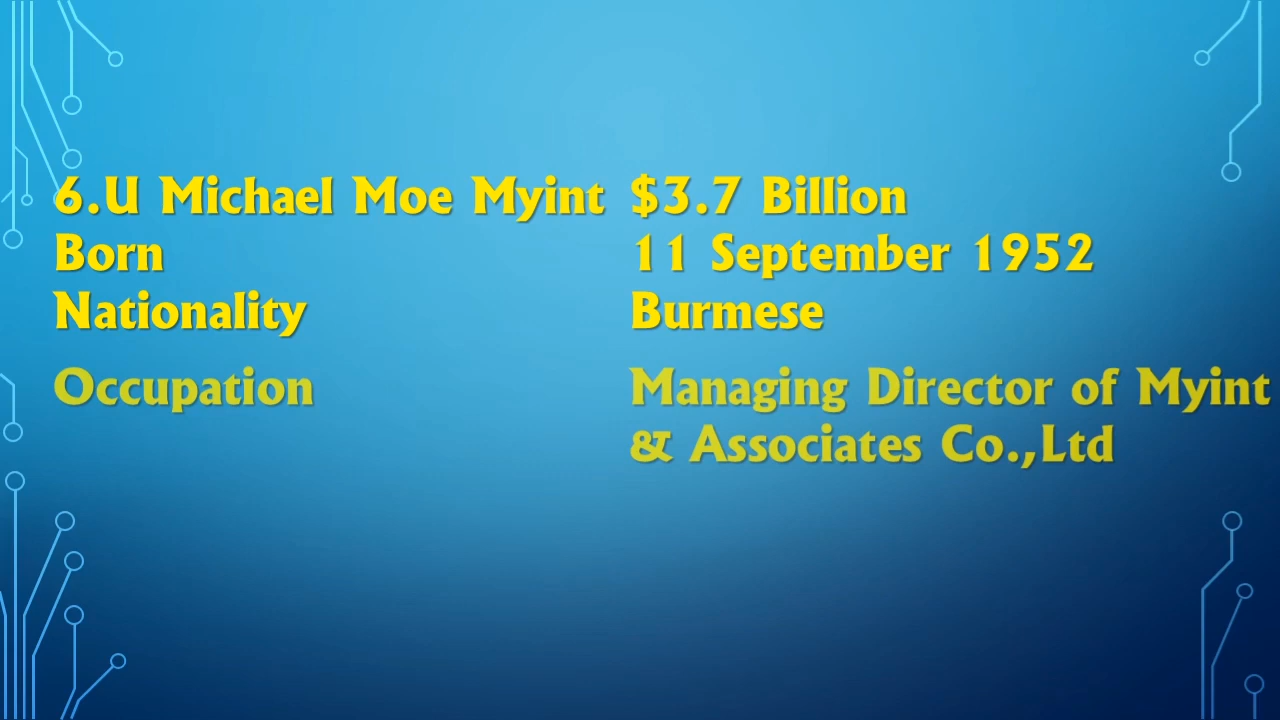 6.U Michael Moe Myint $3.7 Billion
Born 11 September 1952
Nationality Burmese
Occupation Managing Director of Myint
& Associates Co.,Ltd